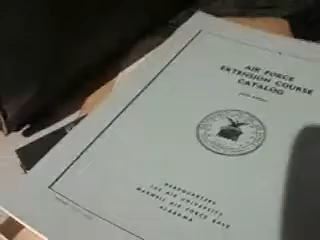 AIR FORCE
EXTENSION COURSE
CATALOG
HEADQUARTERS
AIR UNIVERSITY
MAXWELL AIR FORCE BASE
ALABAMA